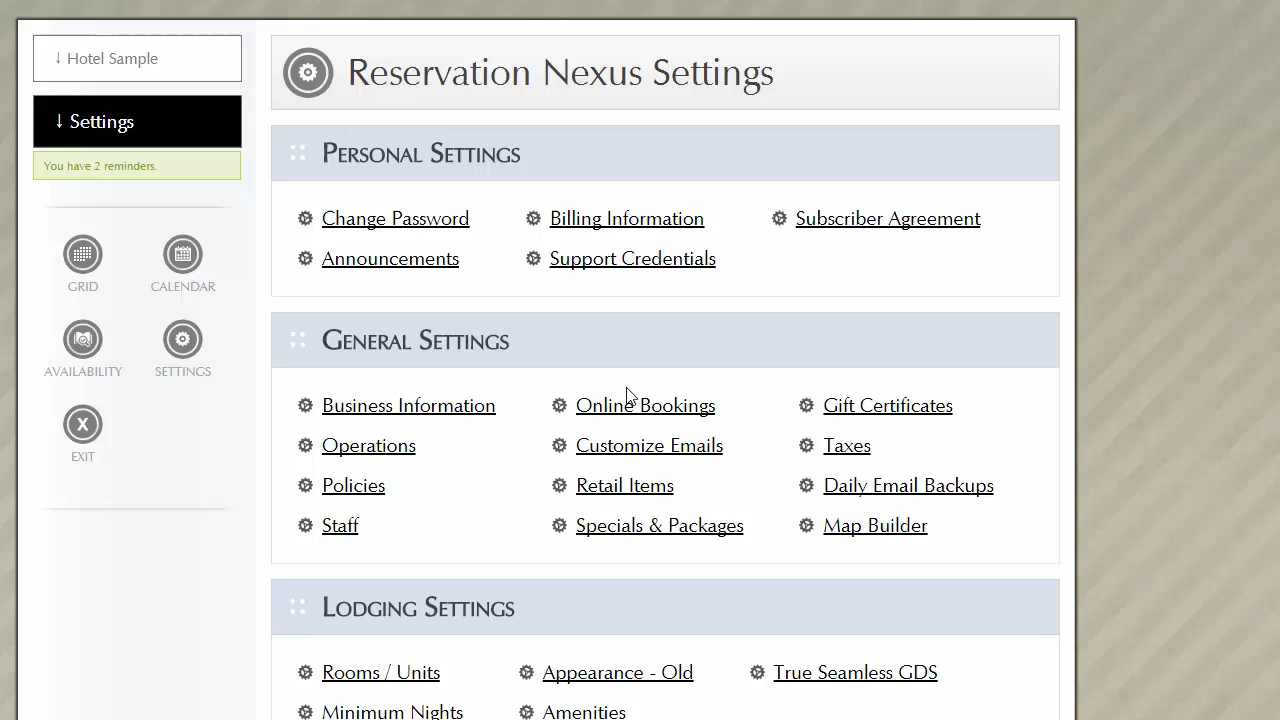 ↓ Hotel Sample
↓ Settings
You have 2 reminders.
GRID
CALENDAR
AVAILABILITY
SETTINGS
X
EXIT
Reservation Nexus Settings
Personal Settings
Change Password
Billing Information
Subscriber Agreement
Announcements
Support Credentials
General Settings
Business Information
Online Bookings
Gift Certificates
Operations
Customize Emails
Taxes
Policies
Retail Items
Daily Email Backups
Staff
Specials & Packages
Map Builder
Lodging Settings
Rooms / Units
Appearance - Old
True Seamless GDS
Minimum Nights
Amenities